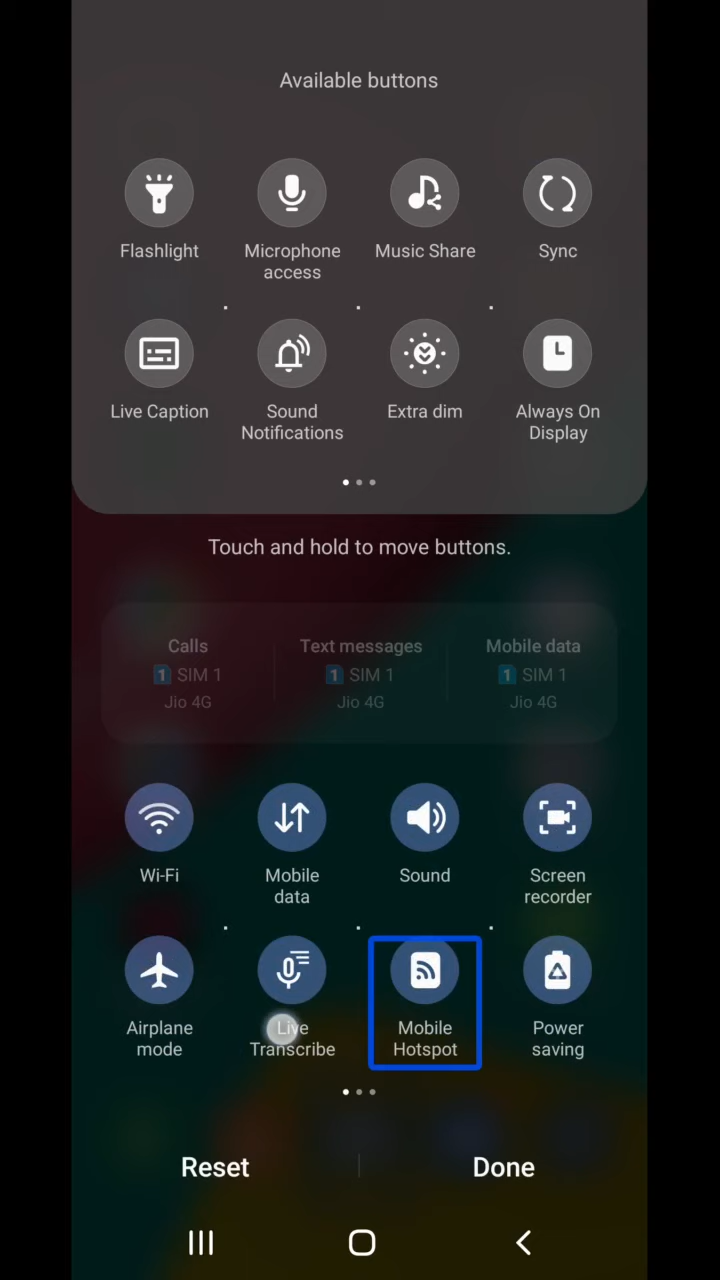 Available buttons
Flashlight
Microphone access
Music Share
Sync
Live Caption
Sound Notifications
Extra dim
Always On Display
Touch and hold to move buttons.
Calls
Text messages
Mobile data
1 SIM 1
1 SIM 1
1 SIM 1
Jio 4G
Jio 4G
Jio 4G
Wi-Fi
Mobile data
Sound
Screen recorder
Airplane mode
Live Transcribe
Mobile Hotspot
Power saving
Reset
Done